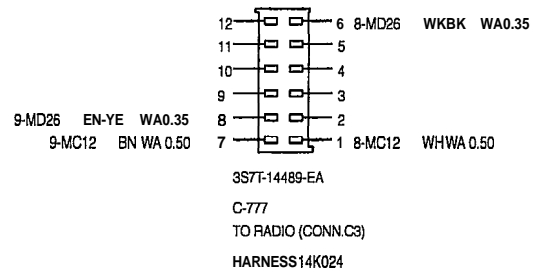 12 6 8-MD26 WKBK WA0.35
11 5
10 4
9 3
9-MD26 EN-YE WA0.35 8 2
9-MC12 BN WA 0.50 7 1 8-MC12 WHWA 0.50
3S7T-14489-EA
C-777
TO RADIO (CONN.C3)
HARNESS14K024